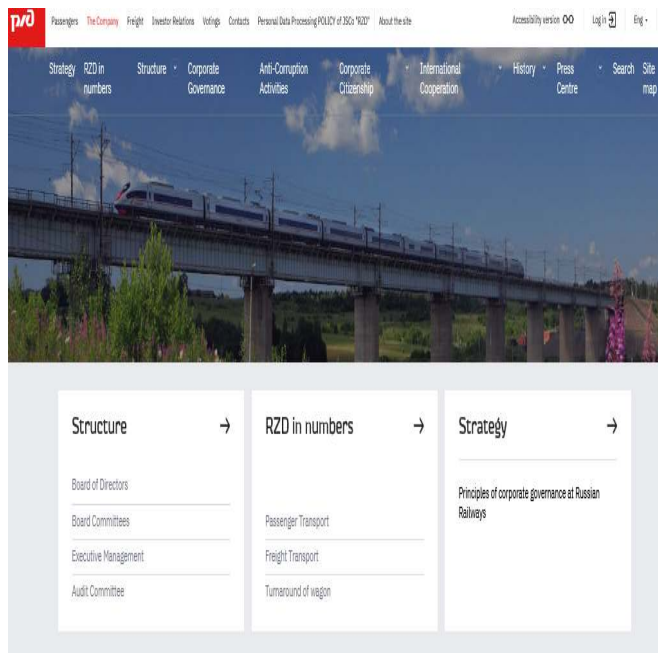 ржд
Passengers The Company Freight Investor Relations Votings Contacts Personal Data Processing POLICY of JSCo "RZD" About the site Accessibility version Log in Eng
Strategy RZD in numbers Structure Corporate Governance Anti-Corruption Activities Corporate Citizenship International Cooperation History Press Centre Search Site map
Structure
Board of Directors
Board Committees
Executive Management
Audit Committee
RZD in numbers
Passenger Transport
Freight Transport
Turnaround of wagon
Strategy
Principles of corporate governance at Russian
Railways